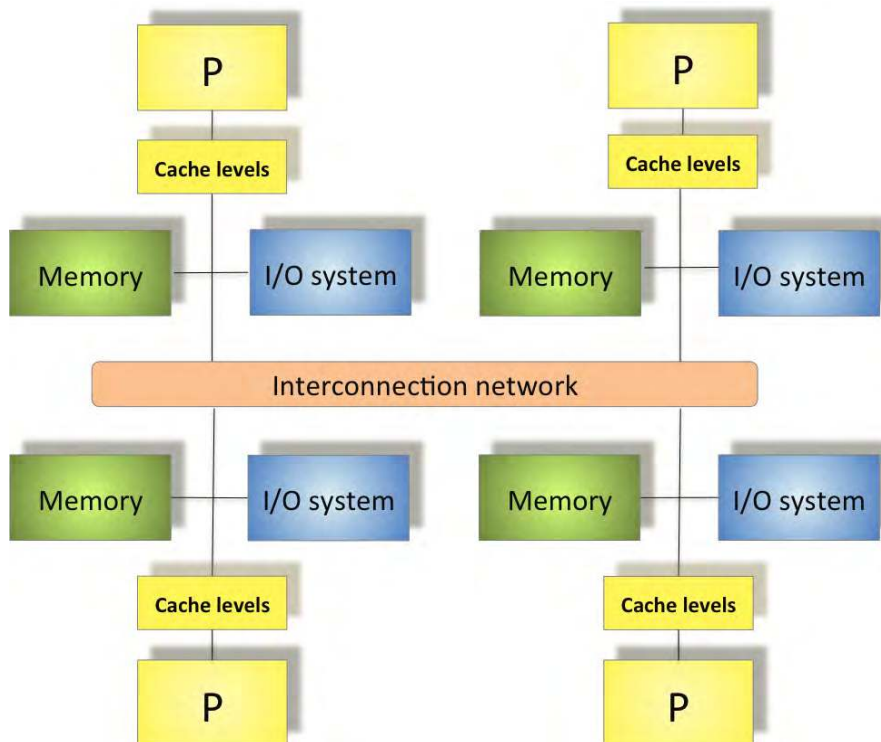 P
P
Cache levels
Cache levels
Memory
I/O system
Memory
I/O system
Interconnection network
Memory
I/O system
Memory
I/O system
Cache levels
Cache levels
P
P